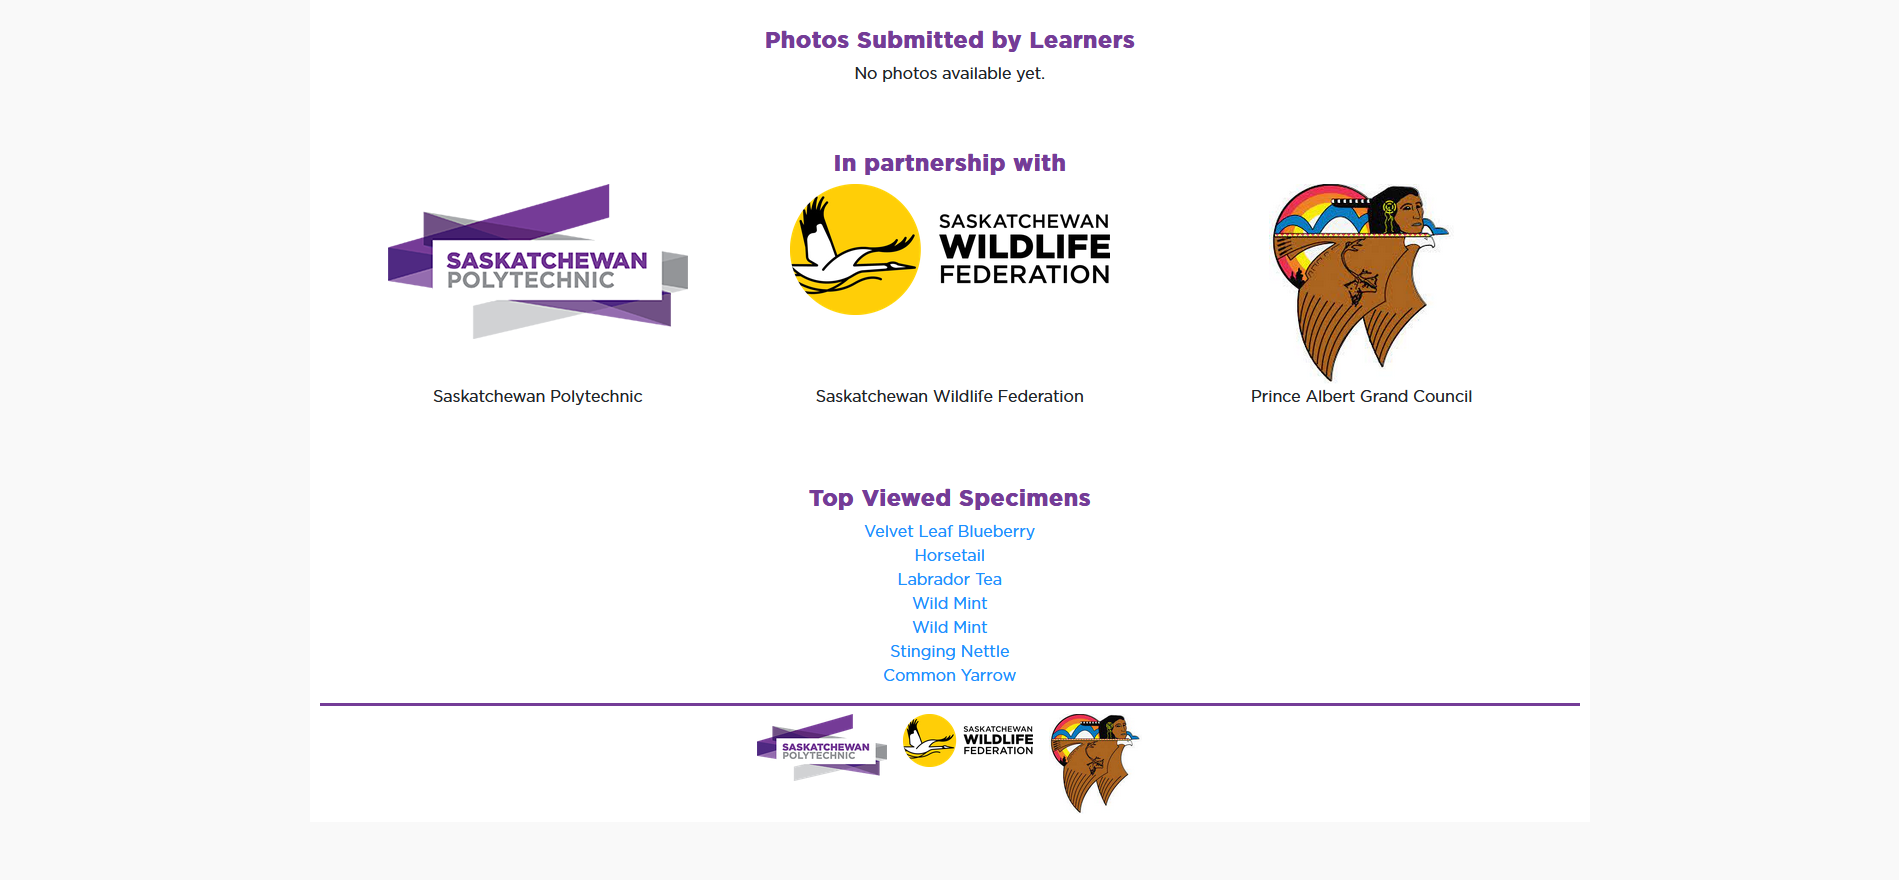 Photos Submitted by Learners
No photos available yet.
In partnership with
SASKATCHEWAN
POLYTECHNIC
SASKATCHEWAN
WILDLIFE
FEDERATION
Saskatchewan Polytechnic
Saskatchewan Wildlife Federation
Prince Albert Grand Council
Top Viewed Specimens
Velvet Leaf Blueberry
Horsetail
Labrador Tea
Wild Mint
Wild Mint
Stinging Nettle
Common Yarrow
SASKATCHEWAN
POLYTECHNIC
SASKATCHEWAN
WILDLIFE
FEDERATION